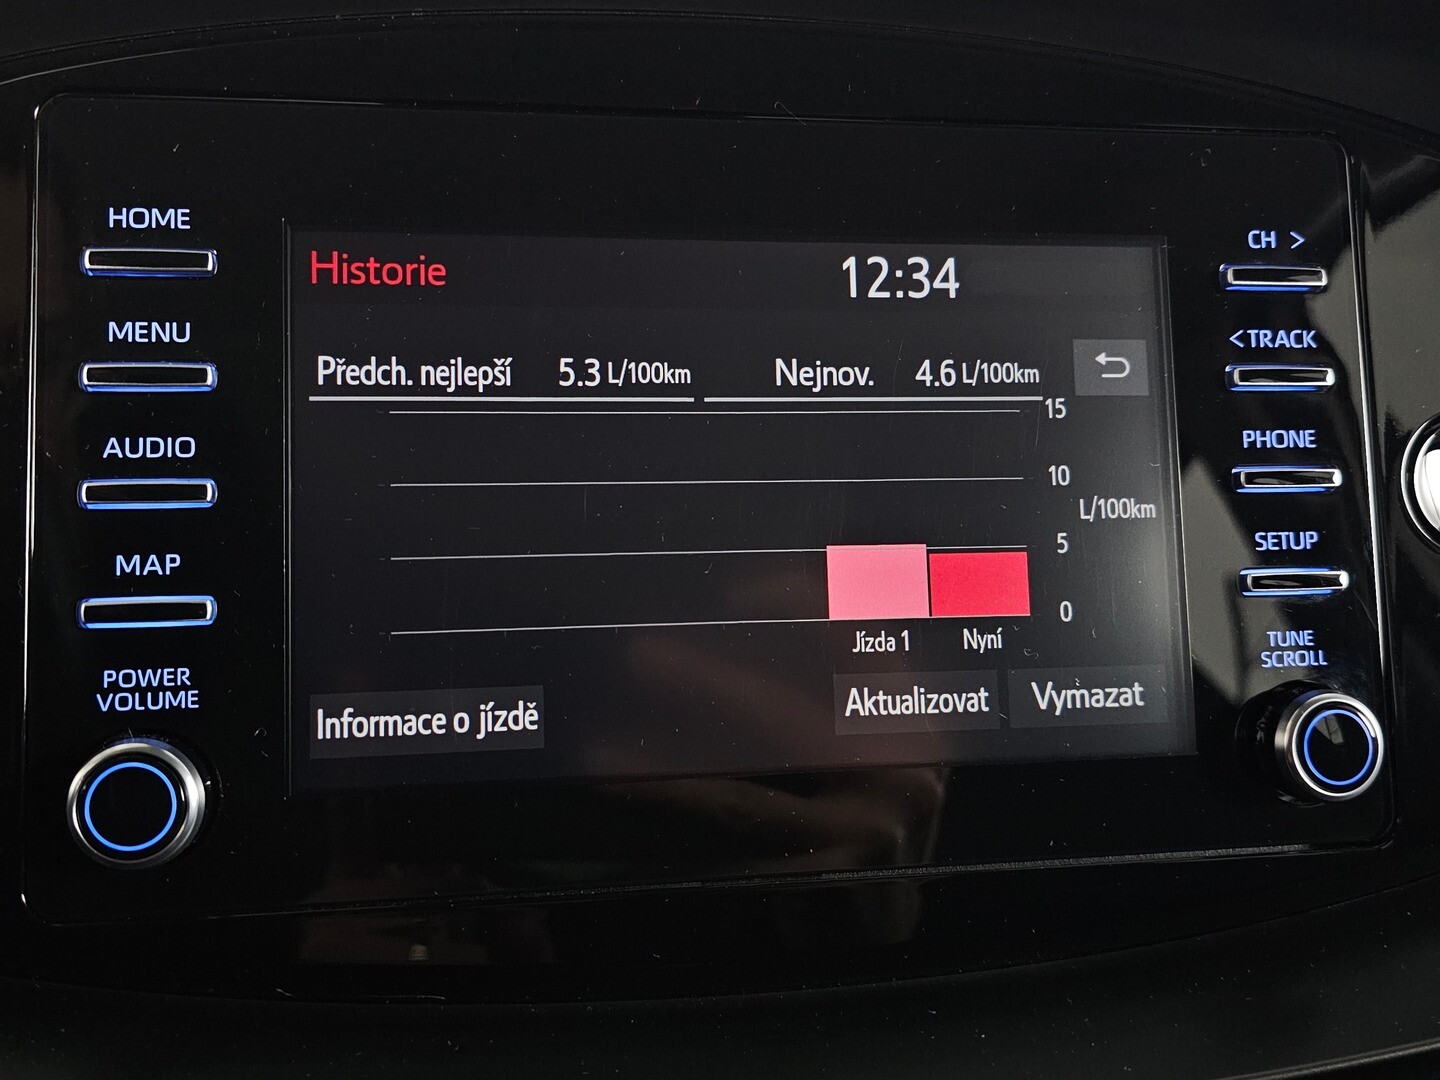 HOME
MENU
AUDIO
MAP
POWER
VOLUME
Historie
12:34
Předch. nejlepší 5.3 L/100km
Nejnov. 4.6 L/100km
15
10
L/100km
5
0
Jízda 1
Nyní
Informace o jízdě
Aktualizovat
Vymazat
CH >
<TRACK
PHONE
SETUP
TUNE
SCROLL